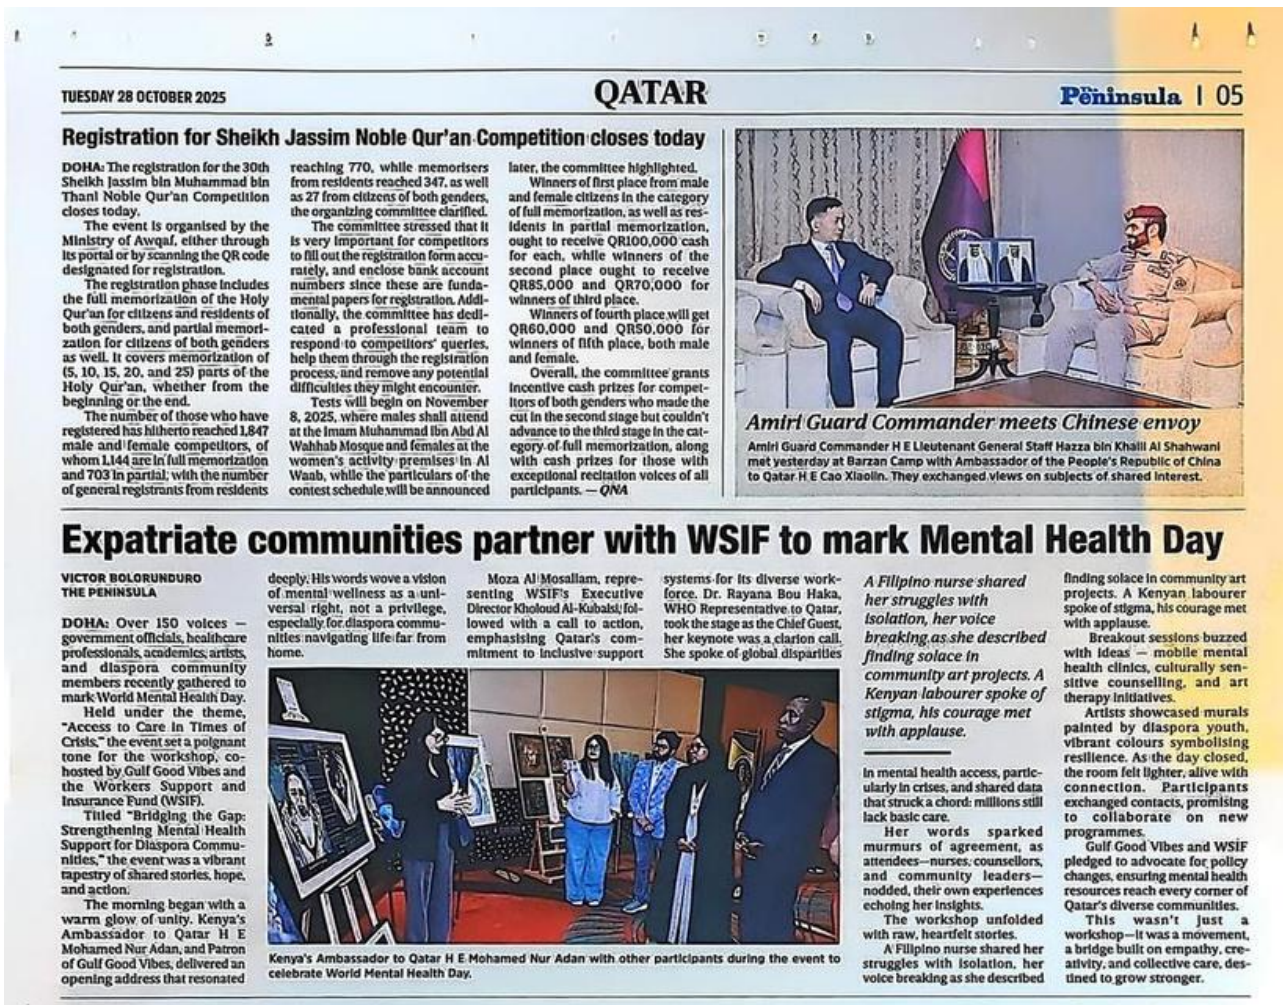 TUESDAY 28 OCTOBER 2025
QATAR
The Peninsula | 05
Registration for Sheikh Jassim Noble Qur'an Competition closes today
DOHA: The registration for the 30th
Sheikh Jassim bin Muhammad bin
Thani Noble Qur'an Competition
closes today.
The event is organised by the
Ministry of Awqaf, either through
its portal or by scanning the QR code
designated for registration.
The registration phase includes
the full memorization of the Holy
Qur'an for citizens and residents of
both genders, and partial memori-
zation for citizens of both genders
as well. It covers memorization of
(5, 10, 15, 20, and 25) parts of the
Holy Qur'an, whether from the
beginning or the end.
The number of those who have
registered has hitherto reached 1,847
male and female competitors, of
whom 1,144 are in full memorization
and 703 in partial; with the number
of general registrants from residents
reaching 770, while memorisers
from residents reached 347, as well
as 27 from citizens of both genders,
the organizing committee clarified.
The committee stressed that it
is very important for competitors
to fill out the registration form accu-
rately, and enclose bank account
numbers since these are funda-
mental papers for registration. Addi-
tionally, the committee has dedi-
cated a professional team to
respond to competitors' queries,
help them through the registration
process, and remove any potential
difficulties they might encounter.
Tests will begin on November
8, 2025, where males shall attend
at the Imam Muhammad Ibn Abd Al
Wahhab Mosque and females at the
women's activity premises in Al
Waab, while the particulars of the
contest schedule will be announced
later, the committee highlighted.
Winners of first place from male
and female citizens in the category
of full memorization, as well as res-
idents in partial memorization,
ought to receive QR100,000 cash
for each, while winners of the
second place ought to receive
QR85,000 and QR70,000 for
winners of third place.
Winners of fourth place will get
QR60,000 and QR50,000 for
winners of fifth place, both male
and female.
Overall, the committee grants
incentive cash prizes for compet-
itors of both genders who made the
cut in the second stage but couldn't
advance to the third stage in the cat-
egory of full memorization, along
with cash prizes for those with
exceptional recitation voices of all
participants. — QNA
Amiri Guard Commander meets Chinese envoy
Amiri Guard Commander H E Lieutenant General Staff Hazza bin Khalil Al Shahwani
met yesterday at Barzan Camp with Ambassador of the People's Republic of China
to Qatar H E Cao Xiaolin. They exchanged views on subjects of shared interest.
Expatriate communities partner with WSIF to mark Mental Health Day
VICTOR BOLORUNDURO
THE PENINSULA
DOHA: Over 150 voices —
government officials, healthcare
professionals, academics, artists,
and diaspora community
members recently gathered to
mark World Mental Health Day.
Held under the theme,
"Access to Care in Times of
Crisis," the event set a poignant
tone for the workshop, co-
hosted by Gulf Good Vibes and
the Workers Support and
Insurance Fund (WSIF).
Titled "Bridging the Gap:
Strengthening Mental Health
Support for Diaspora Commu-
nities," the event was a vibrant
tapestry of shared stories, hope,
and action.
The morning began with a
warm glow of unity. Kenya's
Ambassador to Qatar H E
Mohamed Nur Adan, and Patron
of Gulf Good Vibes, delivered an
opening address that resonated
deeply. His words wove a vision
of mental wellness as a uni-
versal right, not a privilege,
especially for diaspora commu-
nities navigating life far from
home.
Moza Al Mosallam, repre-
senting WSIF's Executive
Director Kholoud Al-Kubaisi, fol-
lowed with a call to action,
emphasising Qatar's com-
mitment to inclusive support
systems for its diverse work-
force. Dr. Rayana Bou Haka,
WHO Representative to Qatar,
took the stage as the Chief Guest,
her keynote was a clarion call.
She spoke of global disparities
Kenya's Ambassador to Qatar H E Mohamed Nur Adan with other participants during the event to
celebrate World Mental Health Day.
A Filipino nurse shared
her struggles with
isolation, her voice
breaking as she described
finding solace in
community art projects. A
Kenyan labourer spoke of
stigma, his courage met
with applause.
in mental health access, partic-
ularly in crises, and shared data
that struck a chord: millions still
lack basic care.
Her words sparked
murmurs of agreement, as
attendees—nurses, counsellors,
and community leaders—
nodded, their own experiences
echoing her insights.
The workshop unfolded
with raw, heartfelt stories.
A Filipino nurse shared her
struggles with isolation, her
voice breaking as she described
finding solace in community art
projects. A Kenyan labourer
spoke of stigma, his courage met
with applause.
Breakout sessions buzzed
with ideas — mobile mental
health clinics, culturally sen-
sitive counselling, and art
therapy initiatives.
Artists showcased murals
painted by diaspora youth,
vibrant colours symbolising
resilience. As the day closed,
the room felt lighter, alive with
connection. Participants
exchanged contacts, promising
to collaborate on new
programmes.
Gulf Good Vibes and WSIF
pledged to advocate for policy
changes, ensuring mental health
resources reach every corner of
Qatar's diverse communities.
This wasn't just a
workshop—it was a movement,
a bridge built on empathy, cre-
ativity, and collective care, des-
tined to grow stronger.